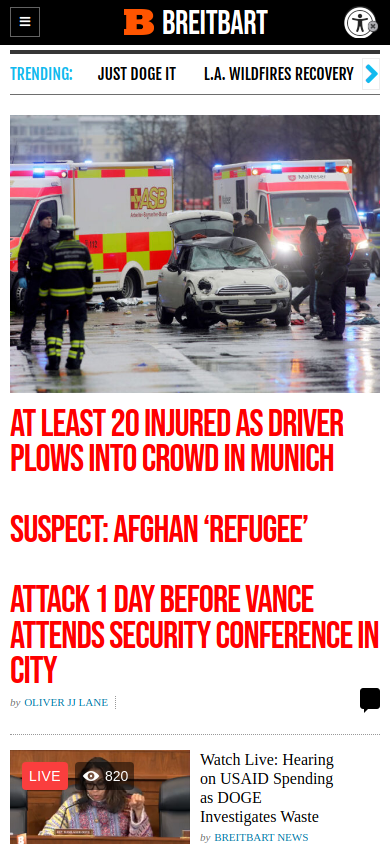 BREITBART
TRENDING: JUST DOGE IT L.A. WILDFIRES RECOVERY
ASB
112
Malteser
AT LEAST 20 INJURED AS DRIVER
PLOWS INTO CROWD IN MUNICH
SUSPECT: AFGHAN ‘REFUGEE’
ATTACK 1 DAY BEFORE VANCE
ATTENDS SECURITY CONFERENCE IN
CITY
by OLIVER JJ LANE
LIVE 820
Watch Live: Hearing
on USAID Spending
as DOGE
Investigates Waste
by BREITBART NEWS